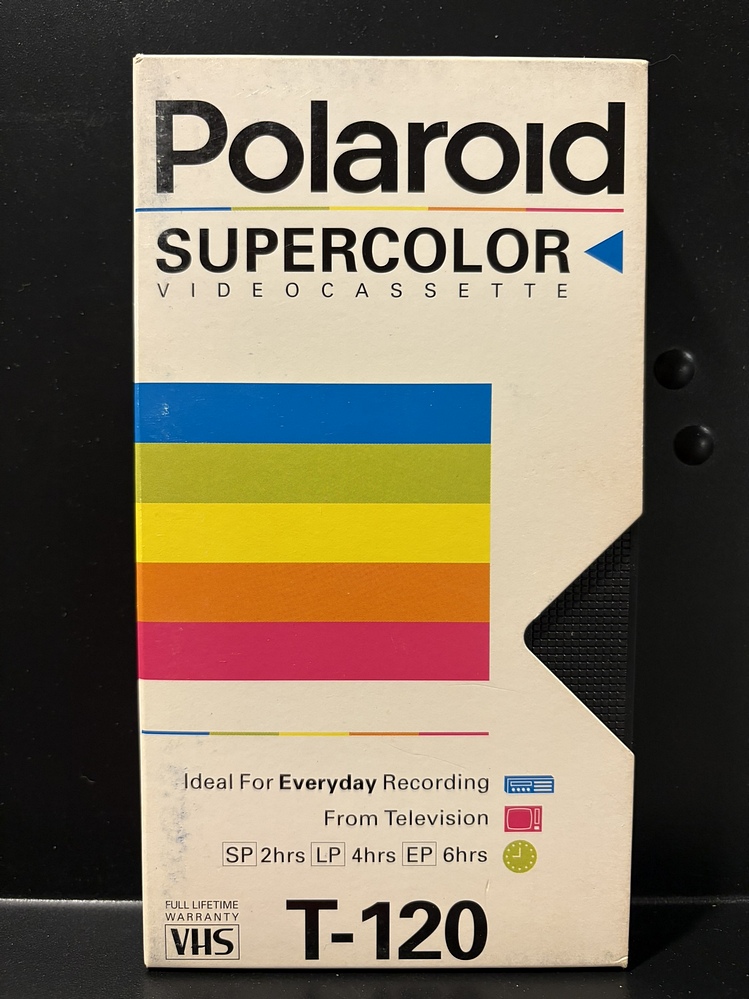 Polaroid
SUPERCOLOR
VIDEOCASSETTE
Ideal For Everyday Recording
From Television
SP 2hrs LP 4hrs EP 6hrs
FULL LIFETIME
WARRANTY
VHS
T-120